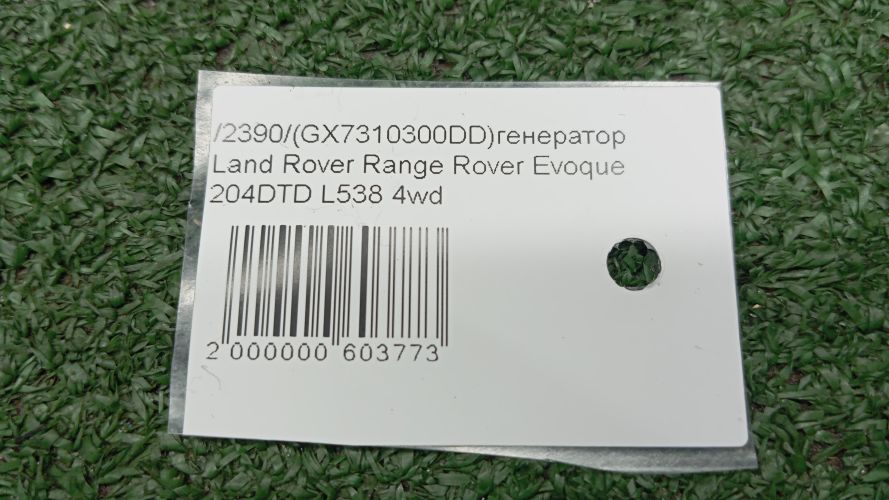 /2390/(GX7310300DD)генератор
Land Rover Range Rover Evoque
204DTD L538 4wd
2 000000 603773